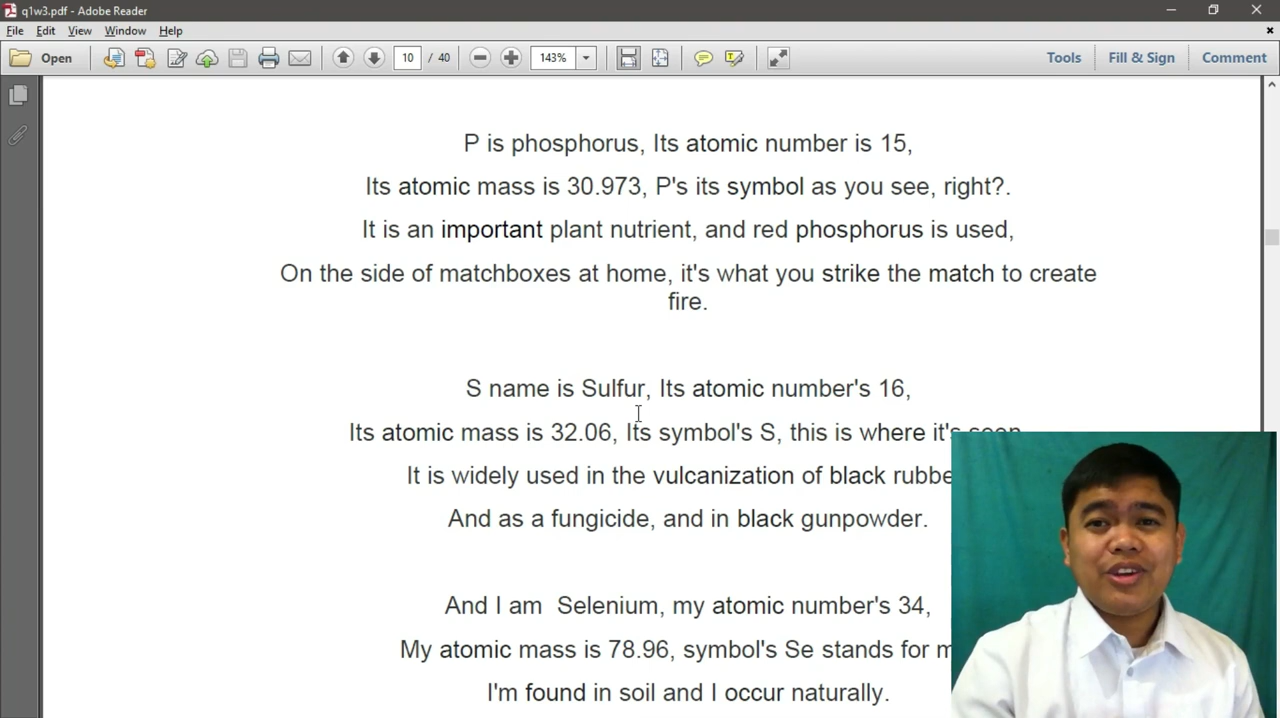 q1w3.pdf - Adobe Reader
File Edit View Window Help
Open 10 / 40 143% Tools Fill & Sign Comment
P is phosphorus, Its atomic number is 15,
Its atomic mass is 30.973, P's its symbol as you see, right?.
It is an important plant nutrient, and red phosphorus is used,
On the side of matchboxes at home, it's what you strike the match to create
fire.
S name is Sulfur, Its atomic number's 16,
Its atomic mass is 32.06, Its symbol's S, this is where it's seen
It is widely used in the vulcanization of black rubbe
And as a fungicide, and in black gunpowder.
And I am Selenium, my atomic number's 34,
My atomic mass is 78.96, symbol's Se stands for m
I'm found in soil and I occur naturally.